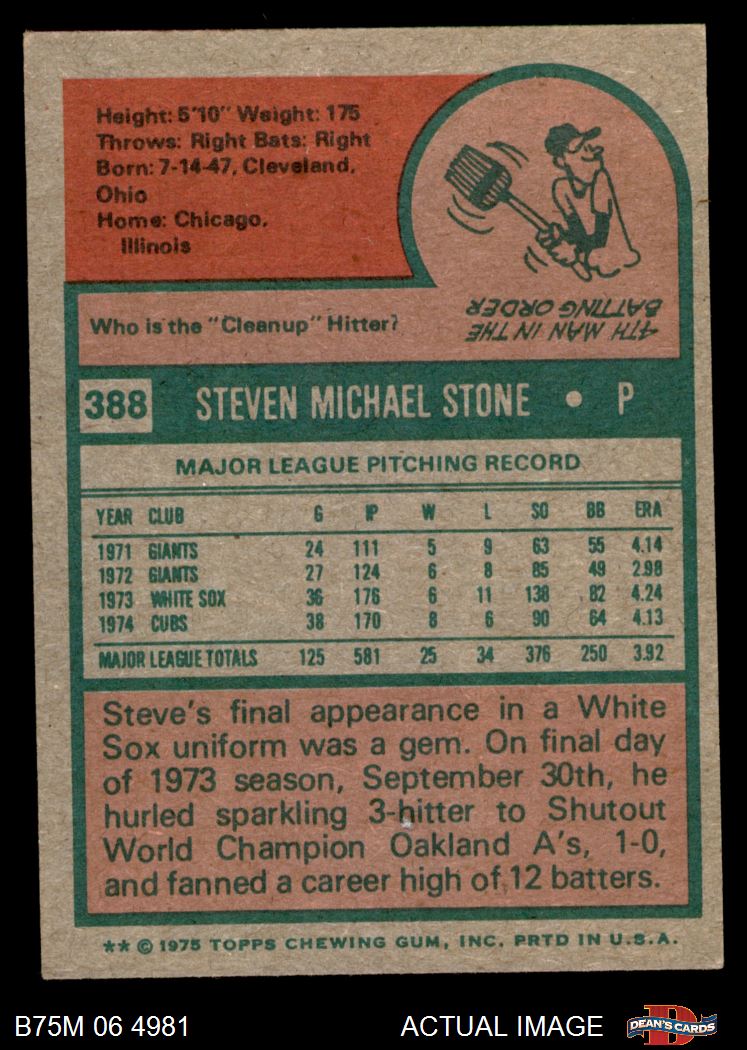 Height: 5'10" Weight: 175
Throws: Right Bats: Right
Born: 7-14-47, Cleveland,
Ohio
Home: Chicago,
Illinois
Who is the "Cleanup" Hitter?
4TH MAN IN THE
BATTING ORDER
388 STEVEN MICHAEL STONE • P
MAJOR LEAGUE PITCHING RECORD
YEAR CLUB G IP W L SO BB ERA
1971 GIANTS 24 111 5 9 63 55 4.14
1972 GIANTS 27 124 6 8 85 49 2.98
1973 WHITE SOX 36 176 6 11 138 82 4.24
1974 CUBS 38 170 8 6 90 64 4.13
MAJOR LEAGUE TOTALS 125 581 25 34 376 250 3.92
Steve's final appearance in a White
Sox uniform was a gem. On final day
of 1973 season, September 30th, he
hurled sparkling 3-hitter to Shutout
World Champion Oakland A's, 1-0,
and fanned a career high of 12 batters.
** © 1975 TOPPS CHEWING GUM, INC. PRTD IN U.S.A.
B75M 06 4981 ACTUAL IMAGE D DEAN'S CARDS